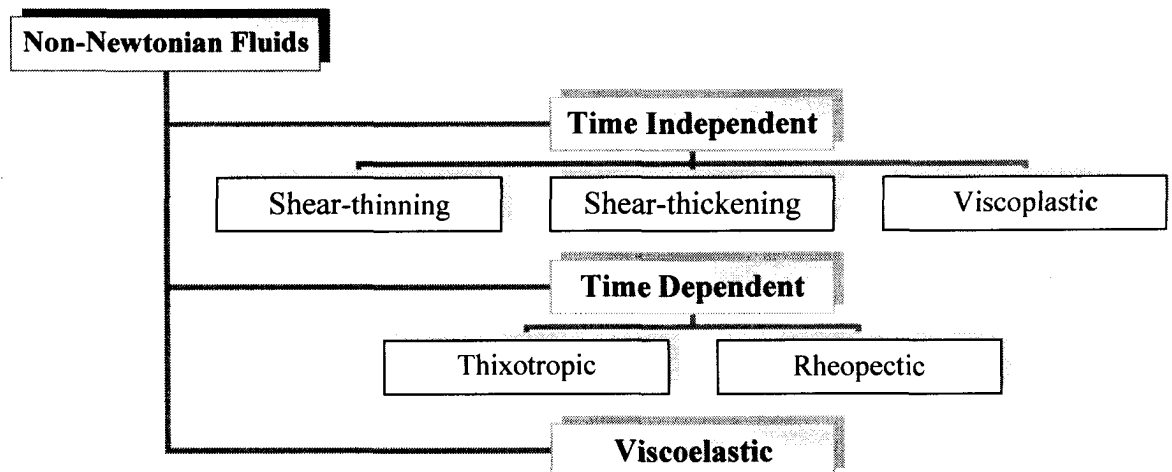 Non-Newtonian Fluids
Time Independent
Shear-thinning
Shear-thickening
Viscoplastic
Time Dependent
Thixotropic
Rheopectic
Viscoelastic